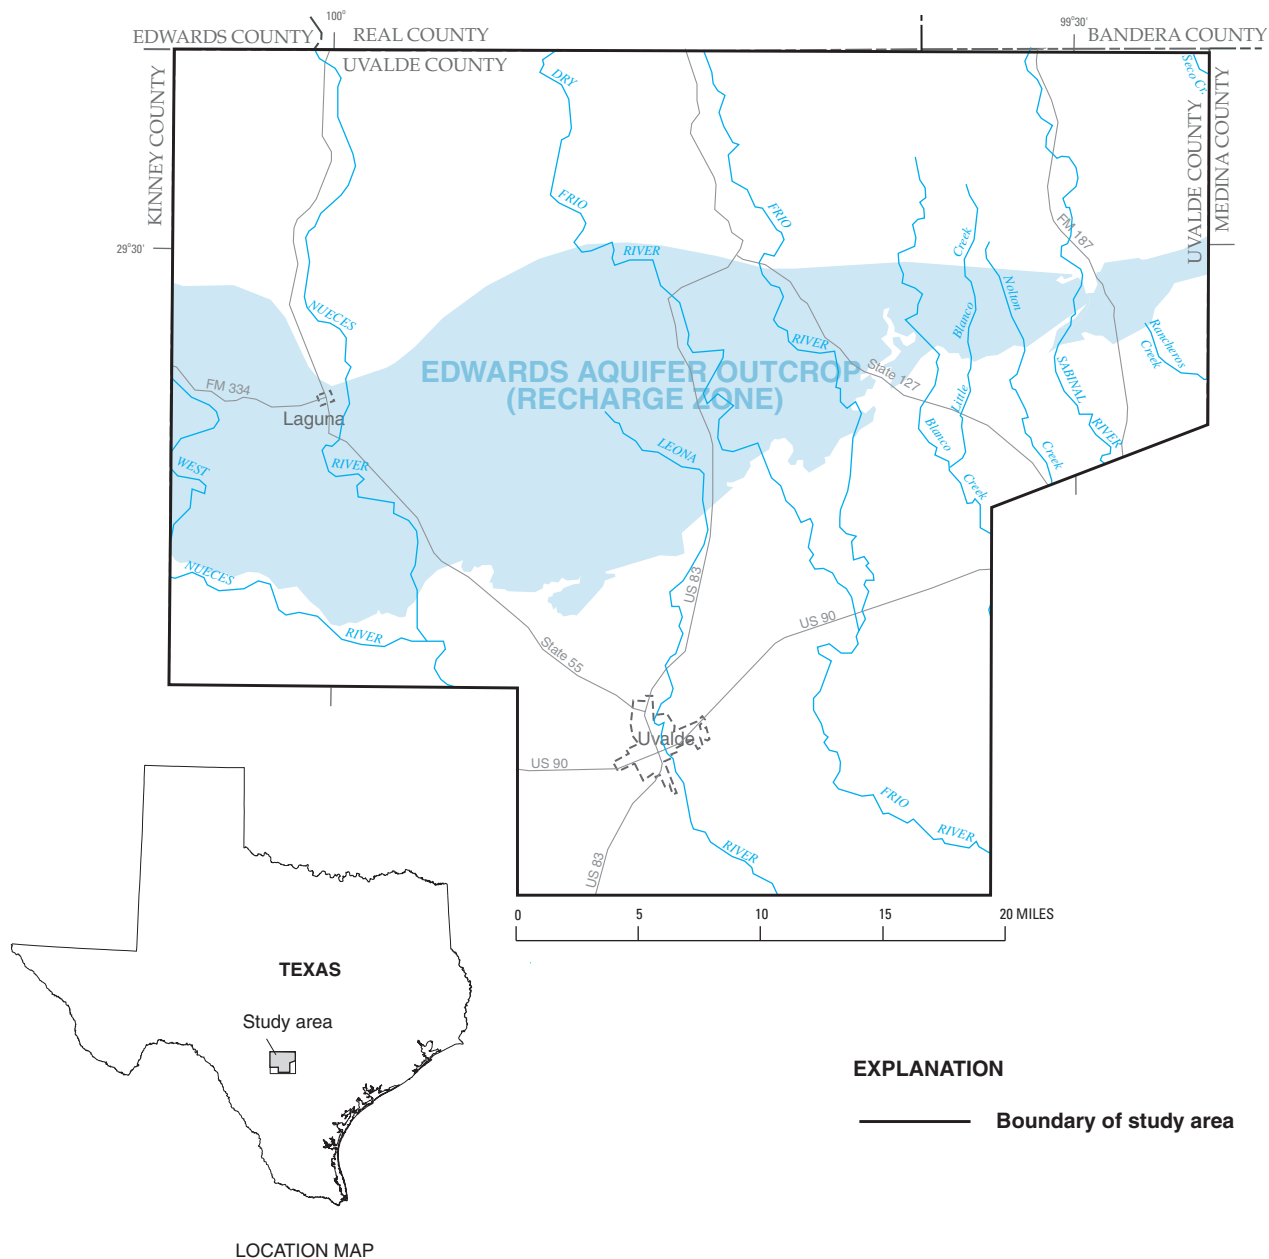 100°
99°30'
EDWARDS COUNTY
REAL COUNTY
BANDERA COUNTY
UVALDE COUNTY
KINNEY COUNTY
UVALDE COUNTY
MEDINA COUNTY
Seco Cr.
DRY
FRIO
RIVER
FRIO
RIVER
29°30'
FM 187
NUECES
Creek
Blanco
Little
Nolton
Creek
Rancheros
Creek
SABINAL
RIVER
EDWARDS AQUIFER OUTCROP
(RECHARGE ZONE)
State 127
FM 334
Laguna
LEONA
Blanco
Creek
WEST
RIVER
NUECES
RIVER
US 83
US 90
State 55
Uvalde
US 90
FRIO
RIVER
RIVER
US 83
0
5
10
15
20 MILES
TEXAS
Study area
EXPLANATION
Boundary of study area
LOCATION MAP